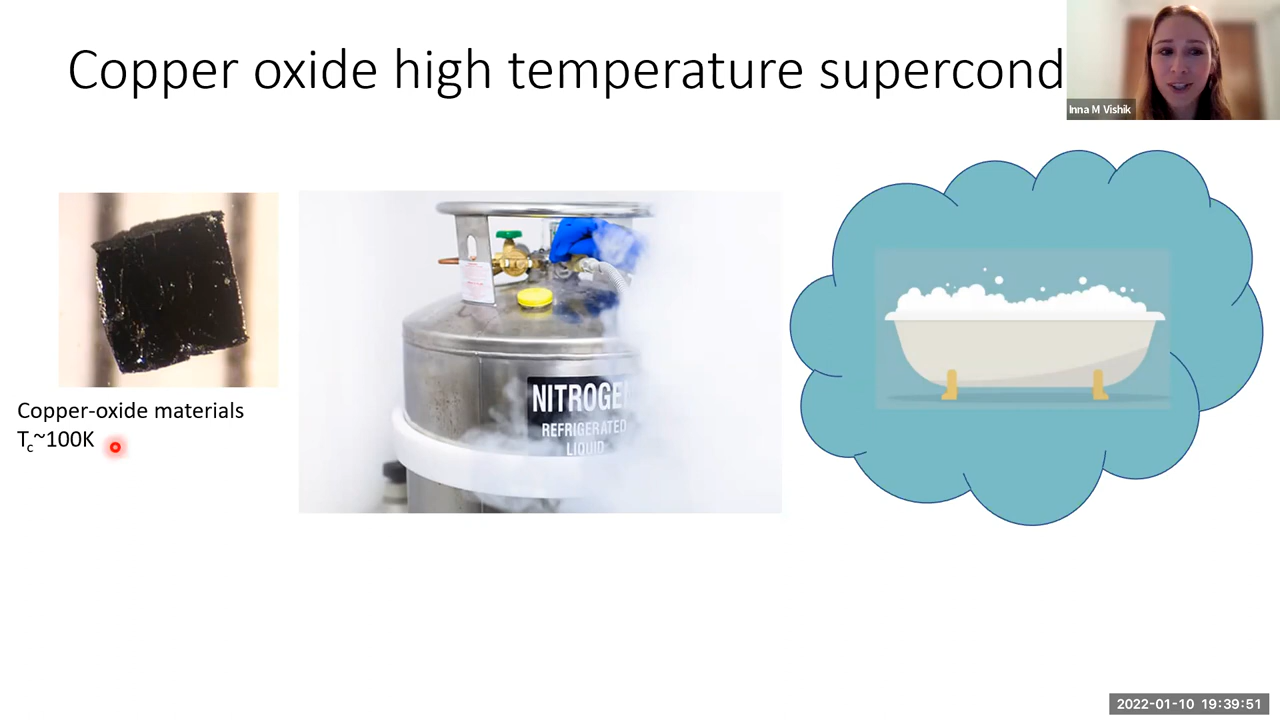 Copper oxide high temperature supercond
Inna M Vishik
Copper-oxide materials
Tc~100K
NITROGE
REFRIGERATED
LIQUID
2022-01-10 19:39:51